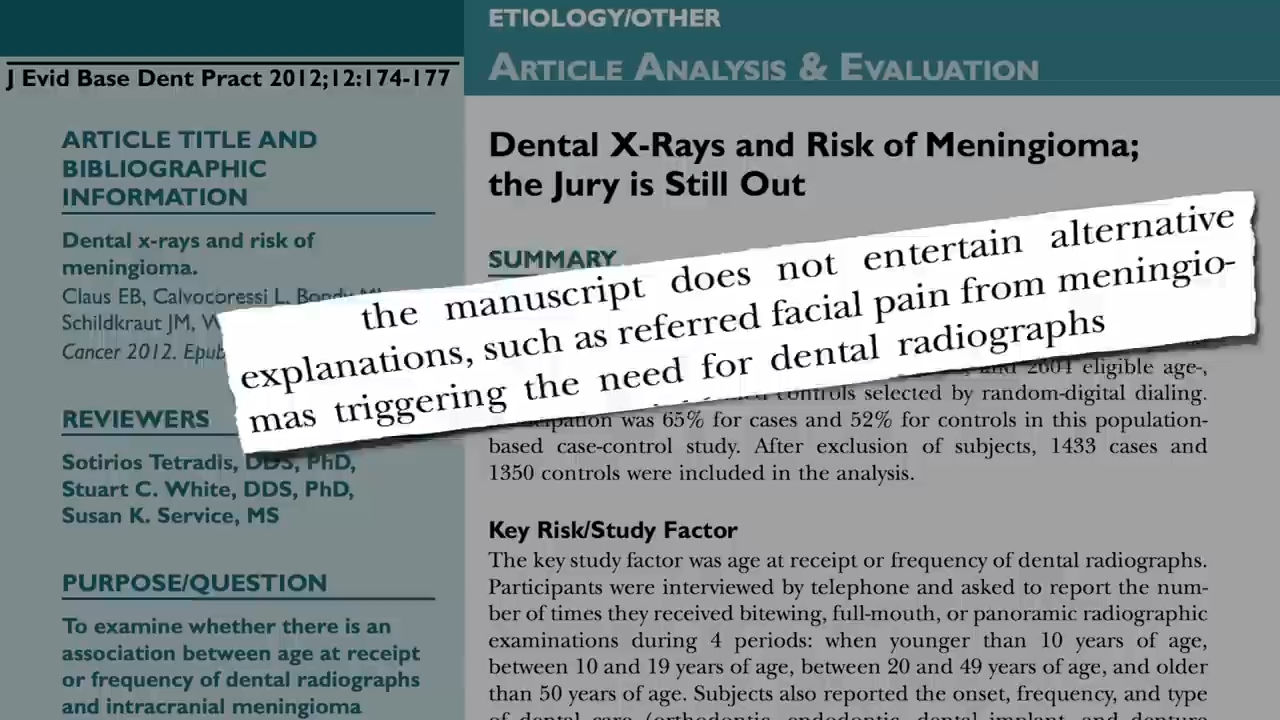 ETIOLOGY/OTHER
ARTICLE ANALYSIS & EVALUATION
J Evid Base Dent Pract 2012;12:174-177
ARTICLE TITLE AND
BIBLIOGRAPHIC
INFORMATION
Dental x-rays and risk of
meningioma.
Claus EB, Calvocoressi L, Bondy
Schildkraut JM,
Cancer 2012.
REVIEWERS
Sotirios Tetradis, DDS, PhD,
Stuart C. White, DDS, PhD,
Susan K. Service, MS
PURPOSE/QUESTION
To examine whether there is an
association between age at receipt
or frequency of dental radiographs
and intracranial meningioma
Dental X-Rays and Risk of Meningioma;
the Jury is Still Out
SUMMARY
the manuscript does not entertain alternative
explanations, such as referred facial pain from meningio-
mas triggering the need for dental radiographs
and 2604 eligible age-,
controls selected by random-digital dialing.
was 65% for cases and 52% for controls in this population-
based case-control study. After exclusion of subjects, 1433 cases and
1350 controls were included in the analysis.
Key Risk/Study Factor
The key study factor was age at receipt or frequency of dental radiographs.
Participants were interviewed by telephone and asked to report the num-
ber of times they received bitewing, full-mouth, or panoramic radiographic
examinations during 4 periods: when younger than 10 years of age,
between 10 and 19 years of age, between 20 and 49 years of age, and older
than 50 years of age. Subjects also reported the onset, frequency, and type
of dental care (orthodontic, endodontic, dental implant, and denture